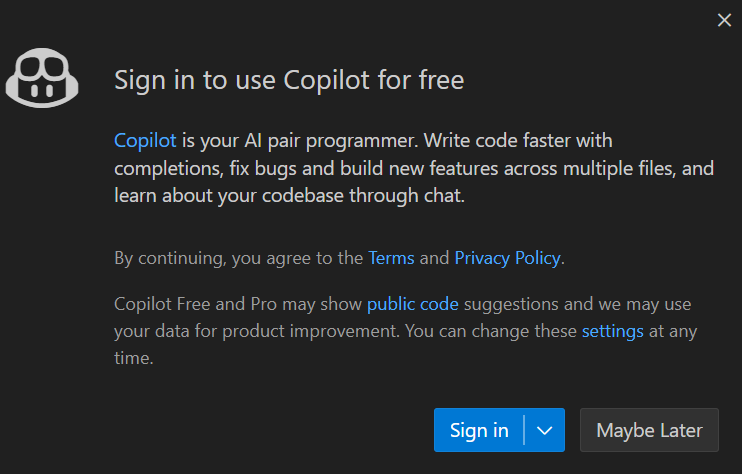 Sign in to use Copilot for free
Copilot is your AI pair programmer. Write code faster with
completions, fix bugs and build new features across multiple files, and
learn about your codebase through chat.
By continuing, you agree to the Terms and Privacy Policy.
Copilot Free and Pro may show public code suggestions and we may use
your data for product improvement. You can change these settings at any
time.
Sign in
Maybe Later